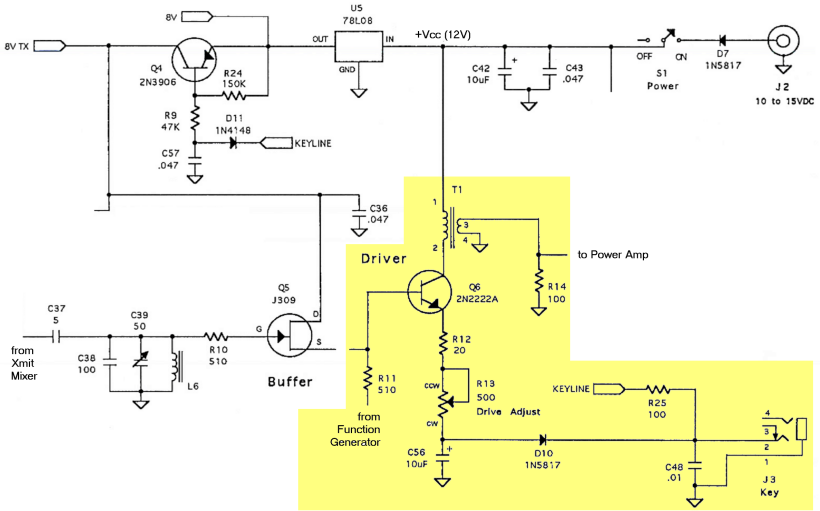 8V
8V TX
Q4
2N3906
R24
150K
R9
47K
D11
1N4148
KEYLINE
C57
.047
U5
78L08
OUT
IN
GND
+Vcc (12V)
C42
10uF
+
C43
.047
OFF
ON
S1
Power
D7
1N5817
J2
10 to 15VDC
C36
.047
T1
1
2
3
4
to Power Amp
R14
100
Driver
Q6
2N2222A
R12
20
CCW
R13
500
Drive Adjust
CW
C56
10uF
+
D10
1N5817
KEYLINE
R25
100
C48
.01
4
3
2
1
J3
Key
Q5
J309
D
G
S
Buffer
C37
5
from
Xmit
Mixer
C38
100
C39
50
L6
R10
510
R11
510
from
Function
Generator